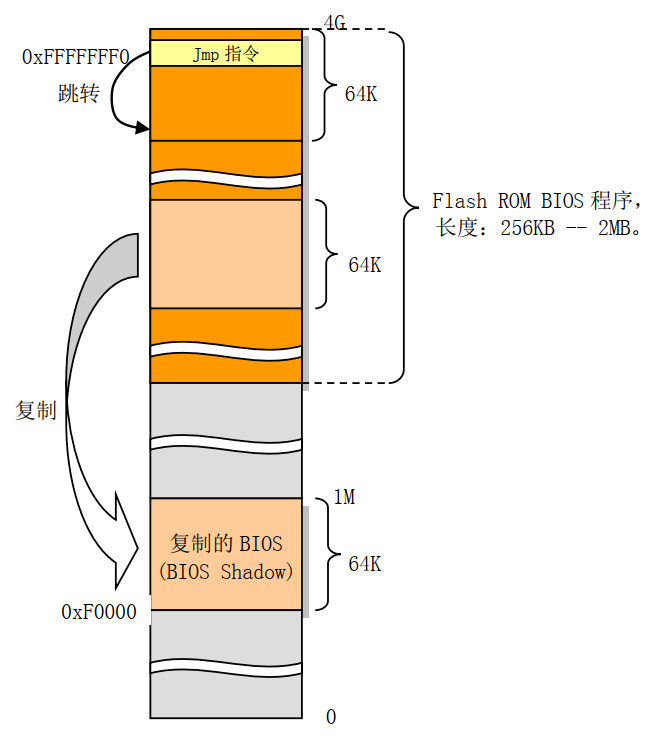 4G
0xFFFFFFF0
Jmp 指令
跳转
64K
Flash ROM BIOS 程序，
长度：256KB -- 2MB。
64K
复制
1M
复制的 BIOS
(BIOS Shadow)
64K
0xF0000
0